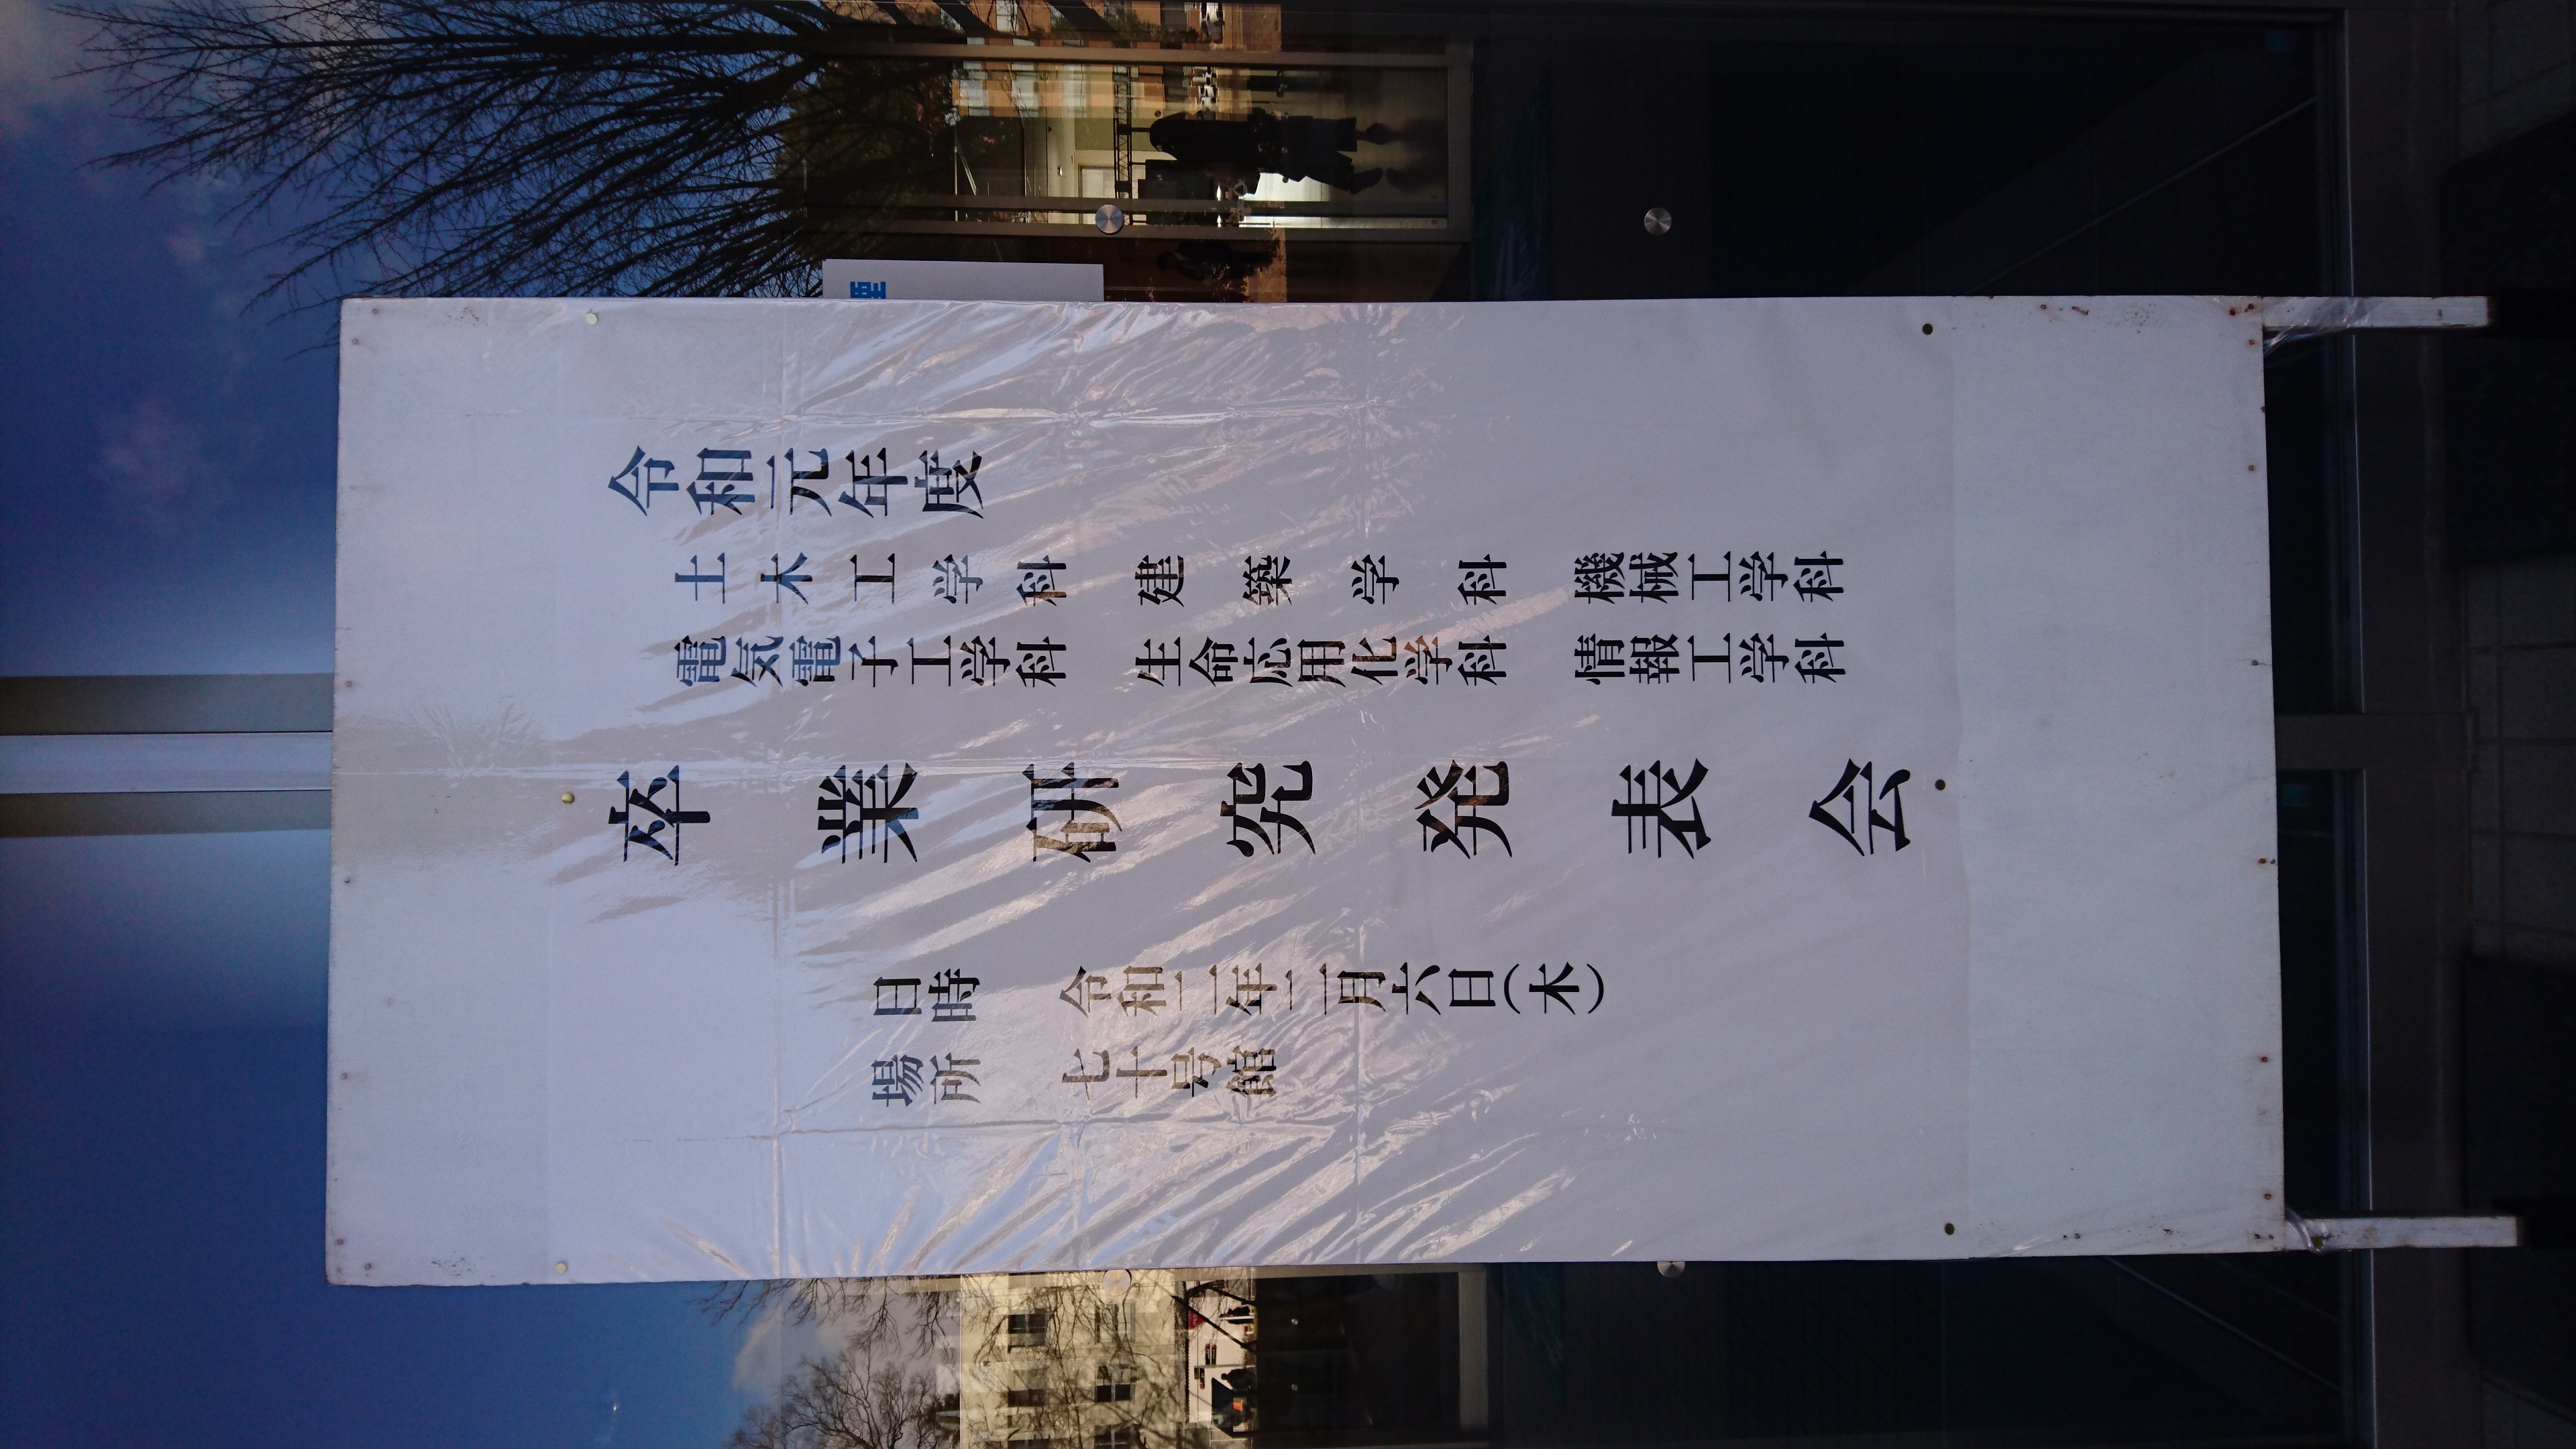 令和元年度
土木工学科 建築学科 機械工学科
電気電子工学科 生命応用化学科 情報工学科
卒業研究発表会
日時 令和二年二月六日(木)
場所 七十号館